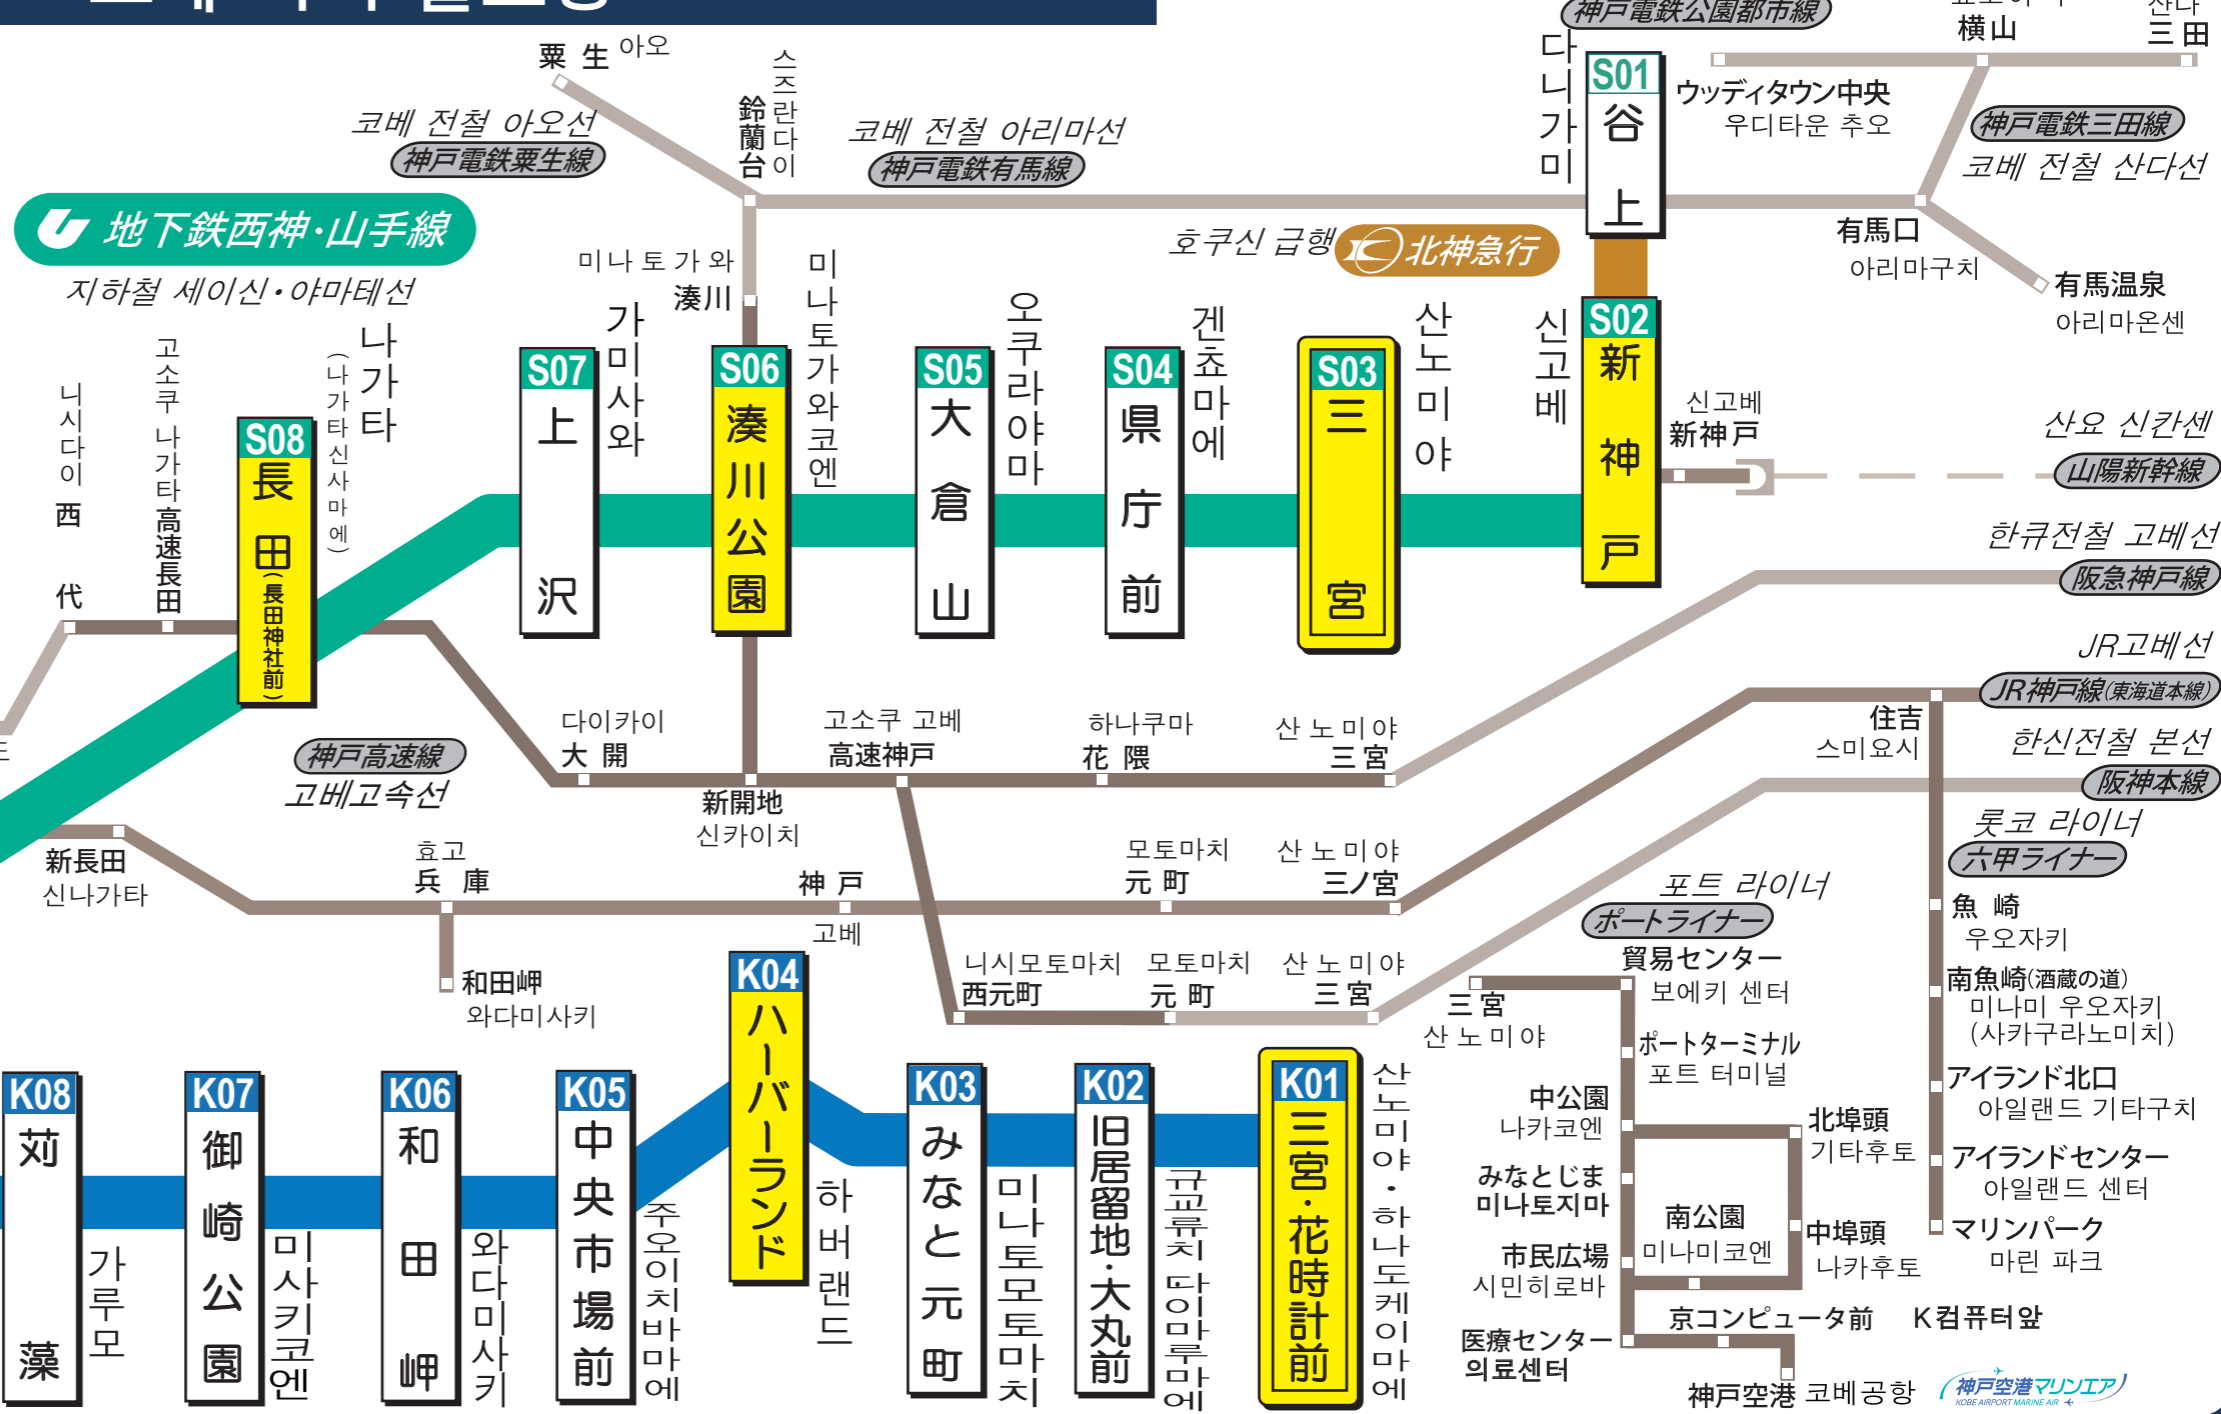 神戸電鉄公園都市線
横山
三田
산다
ウッディタウン中央
우디타운 추오
神戸電鉄三田線
코베 전철 산다선
粟生
아오
코베 전철 아오선
神戸電鉄粟生線
鈴蘭台
스즈란다이
코베 전철 아리마선
神戸電鉄有馬線
다니가미
S01
谷上
有馬口
아리마구치
有馬温泉
아리마온센
地下鉄西神・山手線
지하철 세이신・야마테선
호쿠신 급행
北神急行
미나토가와
湊川
니시다이
西代
고소쿠 나가타
高速長田
S08
長田(長田神社前)
나가타
(나가타신사마에)
S07
上沢
가미사와
S06
湊川公園
미나토가와코엔
S05
大倉山
오쿠라야마
S04
県庁前
겐쵸마에
S03
三宮
산노미야
S02
新神戸
신고베
신고베
新神戸
산요 신칸센
山陽新幹線
한큐전철 고베선
阪急神戸線
JR고베선
JR神戸線(東海道本線)
住吉
스미요시
한신전철 본선
阪神本線
롯코 라이너
六甲ライナー
神戸高速線
고베고속선
다이카이
大開
新開地
신카이치
고소쿠 고베
高速神戸
하나쿠마
花隈
산노미야
三宮
新長田
신나가타
효고
兵庫
和田岬
와다미사키
神戸
고베
모토마치
元町
산노미야
三ノ宮
니시모토마치
西元町
모토마치
元町
산노미야
三宮
포트 라이너
ポートライナー
三宮
산노미야
貿易センター
보에키 센터
ポートターミナル
포트 터미널
中公園
나카코엔
みなとじま
미나토지마
市民広場
시민히로바
医療センター
의료센터
南公園
미나미코엔
北埠頭
기타후토
中埠頭
나카후토
京コンピュータ前
K컴퓨터앞
神戸空港
코베공항
神戸空港マリンエア
KOBE AIRPORT MARINE AIR
魚崎
우오자키
南魚崎(酒蔵の道)
미나미 우오자키
(사카구라노미치)
アイランド北口
아일랜드 기타구치
アイランドセンター
아일랜드 센터
マリンパーク
마린 파크
K08
苅藻
가루모
K07
御崎公園
미사키코엔
K06
和田岬
와다미사키
K05
中央市場前
주오이치바마에
K04
ハーバーランド
하버랜드
K03
みなと元町
미나토모토마치
K02
旧居留地・大丸前
규쿄류치 다이마루마에
K01
三宮・花時計前
산노미야・하나도케이마에